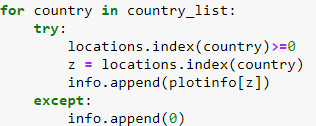 for country in country_list:
    try:
        locations.index(country)>=0
        z = locations.index(country)
        info.append(plotinfo[z])
    except:
        info.append(0)